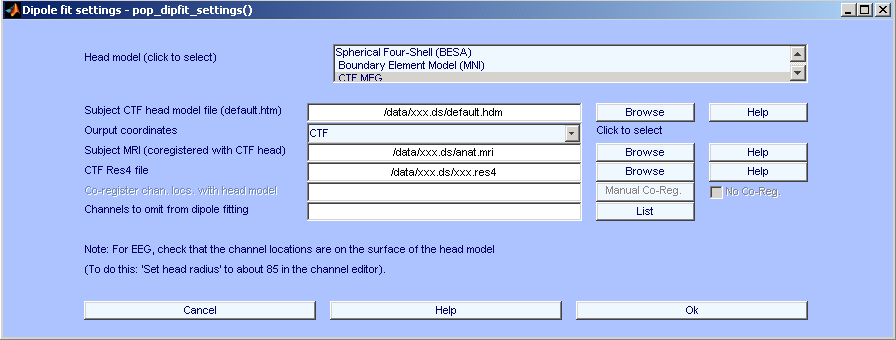 Dipole fit settings - pop_dipfit_settings()
Head model (click to select)
Spherical Four-Shell (BESA)
Boundary Element Model (MNI)
CTF MEG
Subject CTF head model file (default.htm) /data/xxx.ds/default.hdm Browse Help
Ourput coordinates CTF Click to select
Subject MRI (coregistered with CTF head) /data/xxx.ds/anat.mri Browse Help
CTF Res4 file /data/xxx.ds/xxx.res4 Browse Help
Co-register chan. locs. with head model Manual Co-Reg. No Co-Reg.
Channels to omit from dipole fitting List
Note: For EEG, check that the channel locations are on the surface of the head model
(To do this: 'Set head radius' to about 85 in the channel editor).
Cancel Help Ok